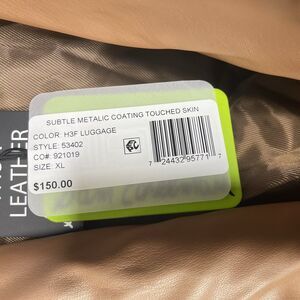 SUBTLE METALIC COATING TOUCHED SKIN
COLOR H3F LUGGAGE
STYLE: 53402
CO#: 921019
SIZE: XL
7 24432 95771 7
$150.00
LEATHER